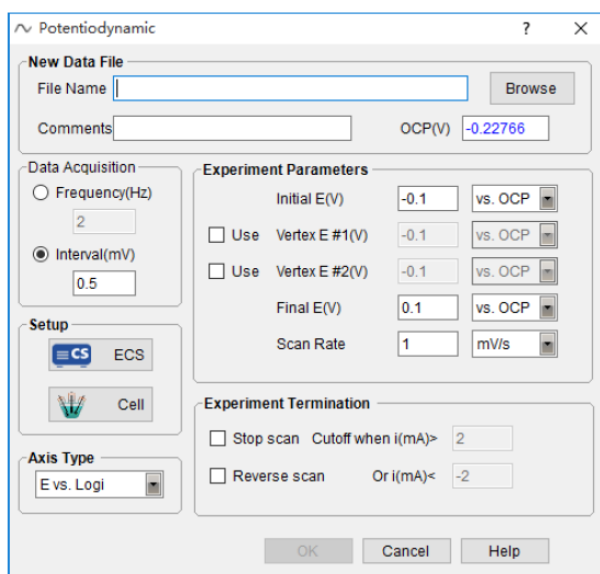 Potentiodynamic ? ×
New Data File
File Name Browse
Comments OCP(V) -0.22766
Data Acquisition
Frequency(Hz)
2
Interval(mV)
0.5
Setup
CS ECS
Cell
Axis Type
E vs. Logi
Experiment Parameters
Initial E(V) -0.1 vs. OCP
Use Vertex E #1(V) -0.1 vs. OCP
Use Vertex E #2(V) -0.1 vs. OCP
Final E(V) 0.1 vs. OCP
Scan Rate 1 mV/s
Experiment Termination
Stop scan Cutoff when i(mA)> 2
Reverse scan Or i(mA)< -2
OK Cancel Help